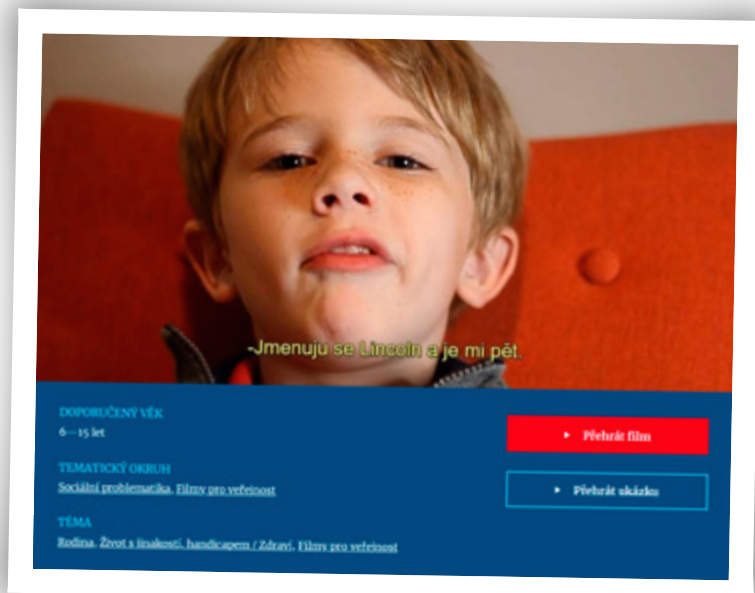 -Jmenuju se Lincoln a je mi pět.
DOPORUČENÝ VĚK
6—15 let
Přehrát film
TEMATICKÝ OKRUH
Sociální problematika, Filmy pro veřejnost
Přehrát ukázku
TÉMA
Rodina, Život s jinakostí, handicapem / Zdraví, Filmy pro veřejnost